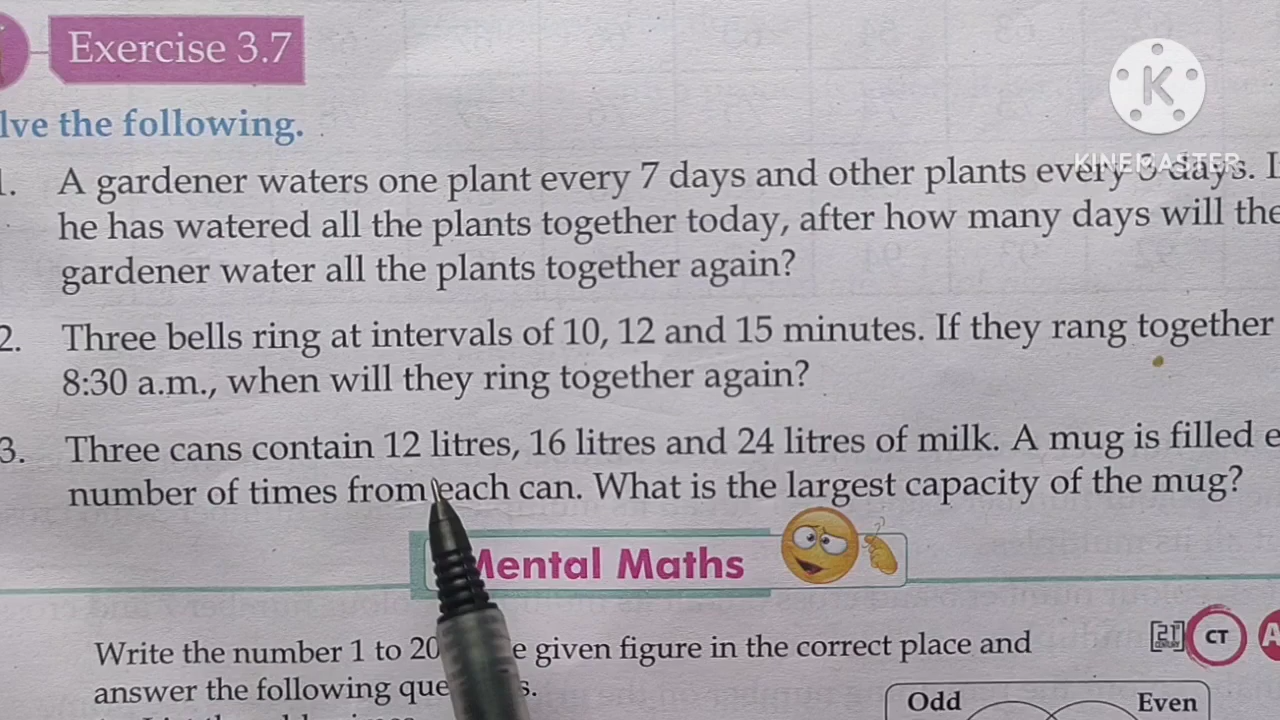 Exercise 3.7
lve the following.
1. A gardener waters one plant every 7 days and other plants every days.
he has watered all the plants together today, after how many days will the
gardener water all the plants together again?
2. Three bells ring at intervals of 10, 12 and 15 minutes. If they rang together
8:30 a.m., when will they ring together again?
3. Three cans contain 12 litres, 16 litres and 24 litres of milk. A mug is filled e
number of times from each can. What is the largest capacity of the mug?
Mental Maths
Write the number 1 to 20 e given figure in the correct place and
answer the following que s.
Odd Even
21 CENTURY
CT
A
K
KINEMASTER